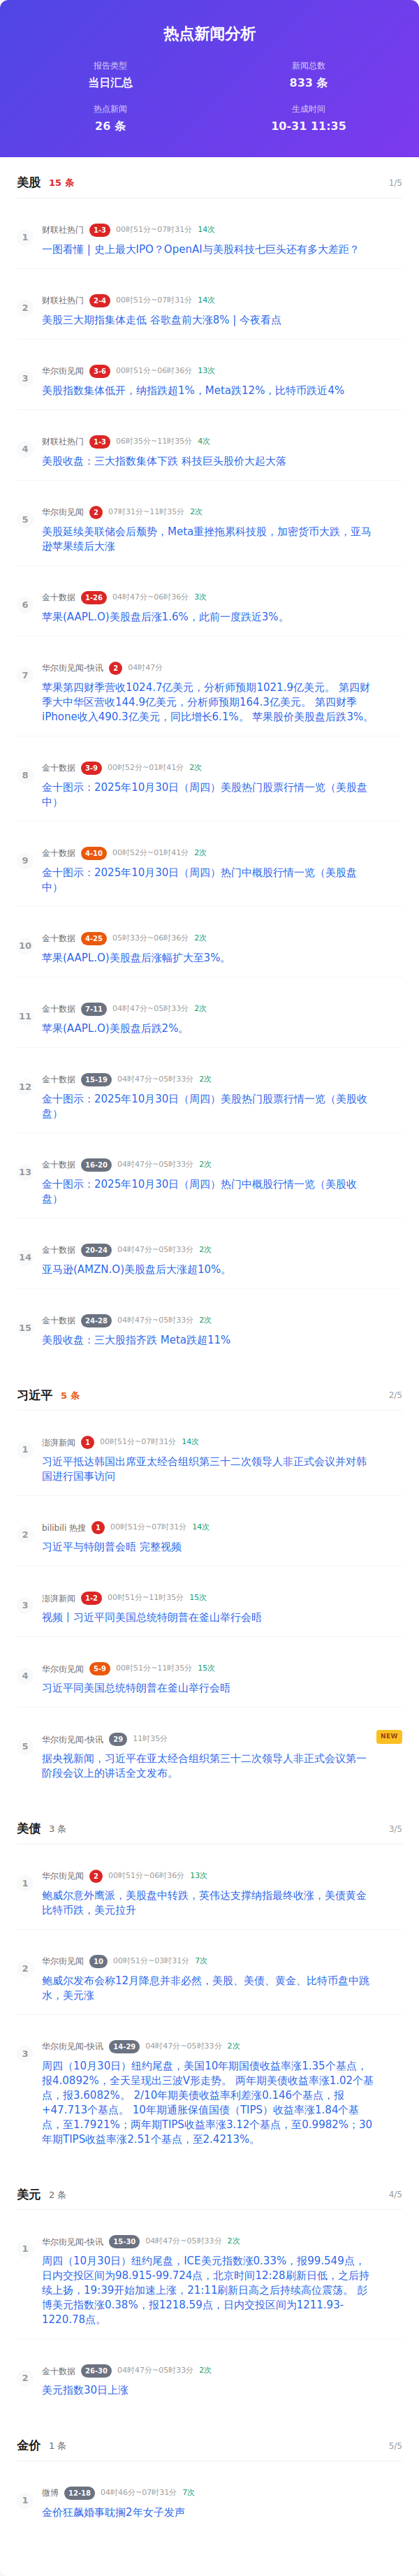 热点新闻分析
报告类型
当日汇总
新闻总数
833 条
热点新闻
26 条
生成时间
10-31 11:35
美股 15 条 1/5
1
财联社热门 1-3 00时51分~07时31分 14次
一图看懂 | 史上最大IPO？OpenAI与美股科技七巨头还有多大差距？
2
财联社热门 2-4 00时51分~07时31分 14次
美股三大期指集体走低 谷歌盘前大涨8% | 今夜看点
3
华尔街见闻 3-6 00时51分~06时36分 13次
美股指数集体低开，纳指跌超1%，Meta跌12%，比特币跌近4%
4
财联社热门 1-3 06时35分~11时35分 4次
美股收盘：三大指数集体下跌 科技巨头股价大起大落
5
华尔街见闻 2 07时31分~11时35分 2次
美股延续美联储会后颓势，Meta重挫拖累科技股，加密货币大跌，亚马
逊苹果绩后大涨
6
金十数据 1-26 04时47分~06时36分 3次
苹果(AAPL.O)美股盘后涨1.6%，此前一度跌近3%。
7
华尔街见闻-快讯 2 04时47分
苹果第四财季营收1024.7亿美元，分析师预期1021.9亿美元。 第四财
季大中华区营收144.9亿美元，分析师预期164.3亿美元。 第四财季
iPhone收入490.3亿美元，同比增长6.1%。 苹果股价美股盘后跌3%。
8
金十数据 3-9 00时52分~01时41分 2次
金十图示：2025年10月30日（周四）美股热门股票行情一览（美股盘
中）
9
金十数据 4-10 00时52分~01时41分 2次
金十图示：2025年10月30日（周四）热门中概股行情一览（美股盘
中）
10
金十数据 4-25 05时33分~06时36分 2次
苹果(AAPL.O)美股盘后涨幅扩大至3%。
11
金十数据 7-11 04时47分~05时33分 2次
苹果(AAPL.O)美股盘后跌2%。
12
金十数据 15-19 04时47分~05时33分 2次
金十图示：2025年10月30日（周四）美股热门股票行情一览（美股收
盘）
13
金十数据 16-20 04时47分~05时33分 2次
金十图示：2025年10月30日（周四）热门中概股行情一览（美股收
盘）
14
金十数据 20-24 04时47分~05时33分 2次
亚马逊(AMZN.O)美股盘后大涨超10%。
15
金十数据 24-28 04时47分~05时33分 2次
美股收盘：三大股指齐跌 Meta跌超11%
习近平 5 条 2/5
1
澎湃新闻 1 00时51分~07时31分 14次
习近平抵达韩国出席亚太经合组织第三十二次领导人非正式会议并对韩
国进行国事访问
2
bilibili 热搜 1 00时51分~07时31分 14次
习近平与特朗普会晤 完整视频
3
澎湃新闻 1-2 00时51分~11时35分 15次
视频丨习近平同美国总统特朗普在釜山举行会晤
4
华尔街见闻 5-9 00时51分~11时35分 15次
习近平同美国总统特朗普在釜山举行会晤
5
华尔街见闻-快讯 29 11时35分 NEW
据央视新闻，习近平在亚太经合组织第三十二次领导人非正式会议第一
阶段会议上的讲话全文发布。
美债 3 条 3/5
1
华尔街见闻 2 00时51分~06时36分 13次
鲍威尔意外鹰派，美股盘中转跌，英伟达支撑纳指最终收涨，美债黄金
比特币跌，美元拉升
2
华尔街见闻 10 00时51分~03时31分 7次
鲍威尔发布会称12月降息并非必然，美股、美债、黄金、比特币盘中跳
水，美元涨
3
华尔街见闻-快讯 14-29 04时47分~05时33分 2次
周四（10月30日）纽约尾盘，美国10年期国债收益率涨1.35个基点，
报4.0892%，全天呈现出三波V形走势。 两年期美债收益率涨1.02个基
点，报3.6082%。 2/10年期美债收益率利差涨0.146个基点，报
+47.713个基点。 10年期通胀保值国债（TIPS）收益率涨1.84个基
点，至1.7921%；两年期TIPS收益率涨3.12个基点，至0.9982%；30
年期TIPS收益率涨2.51个基点，至2.4213%。
美元 2 条 4/5
1
华尔街见闻-快讯 15-30 04时47分~05时33分 2次
周四（10月30日）纽约尾盘，ICE美元指数涨0.33%，报99.549点，
日内交投区间为98.915-99.724点，北京时间12:28刷新日低，之后持
续上扬，19:39开始加速上涨，21:11刷新日高之后持续高位震荡。 彭
博美元指数涨0.38%，报1218.59点，日内交投区间为1211.93-
1220.78点。
2
金十数据 26-30 04时47分~05时33分 2次
美元指数30日上涨
金价 1 条 5/5
1
微博 12-18 04时46分~07时31分 7次
金价狂飙婚事耽搁2年女子发声